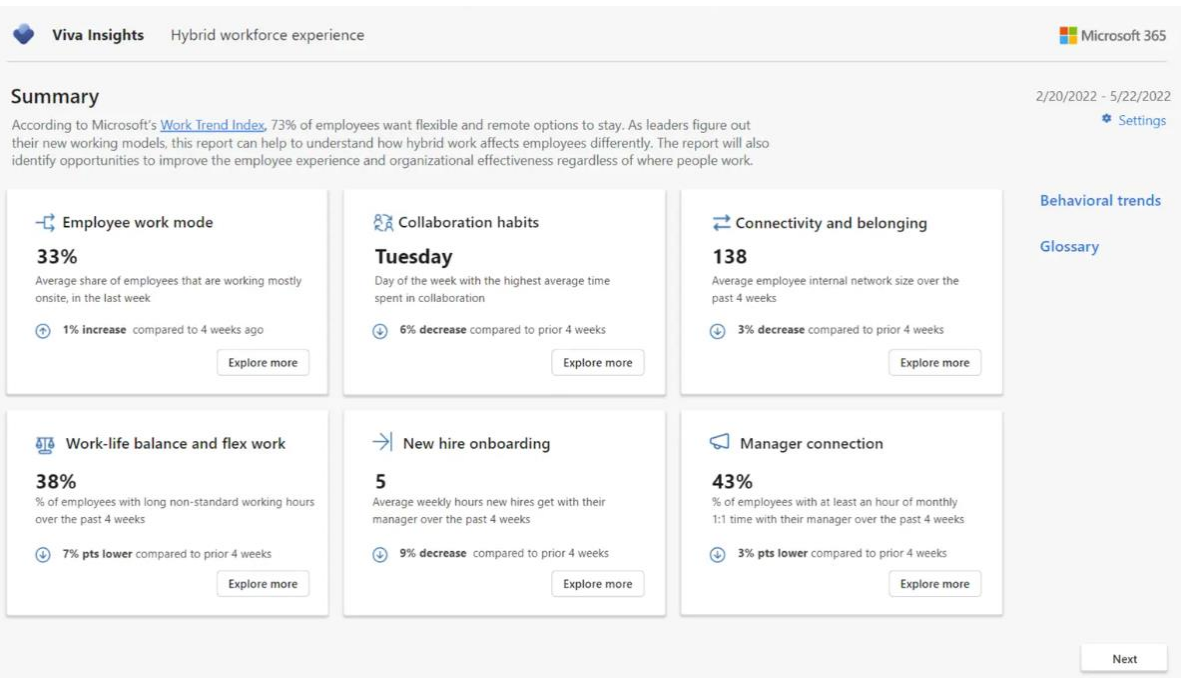 Viva Insights Hybrid workforce experience
Microsoft 365
Summary
2/20/2022 - 5/22/2022
Settings
According to Microsoft's Work Trend Index, 73% of employees want flexible and remote options to stay. As leaders figure out
their new working models, this report can help to understand how hybrid work affects employees differently. The report will also
identify opportunities to improve the employee experience and organizational effectiveness regardless of where people work.
Employee work mode
33%
Average share of employees that are working mostly
onsite, in the last week
1% increase compared to 4 weeks ago
Explore more
Collaboration habits
Tuesday
Day of the week with the highest average time
spent in collaboration
6% decrease compared to prior 4 weeks
Explore more
Connectivity and belonging
138
Average employee internal network size over the
past 4 weeks
3% decrease compared to prior 4 weeks
Explore more
Behavioral trends
Glossary
Work-life balance and flex work
38%
% of employees with long non-standard working hours
over the past 4 weeks
7% pts lower compared to prior 4 weeks
Explore more
New hire onboarding
5
Average weekly hours new hires get with their
manager over the past 4 weeks
9% decrease compared to prior 4 weeks
Explore more
Manager connection
43%
% of employees with at least an hour of monthly
1:1 time with their manager over the past 4 weeks
3% pts lower compared to prior 4 weeks
Explore more
Next